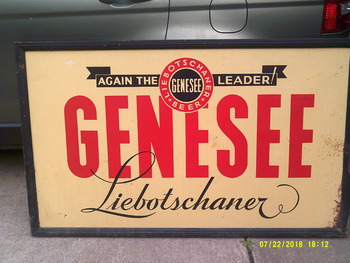 AGAIN THE LEADER!
LIEBOTSCHANER
GENESEE
BEER
GENESEE
Liebotschaner
07/22/2018 18:12